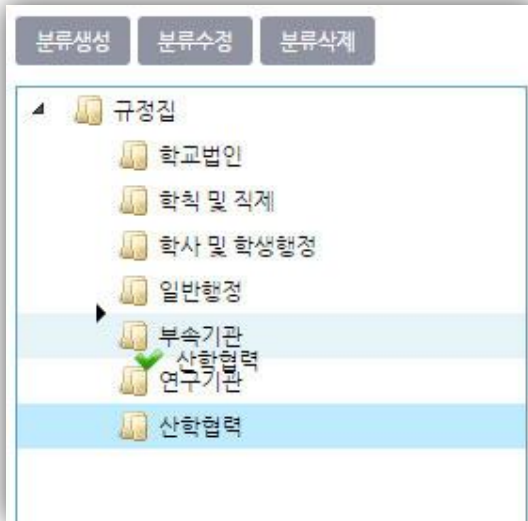 분류생성 분류수정 분류삭제
규정집
학교법인
학칙 및 직제
학사 및 학생행정
일반행정
부속기관
산학협력
연구기관
산학협력